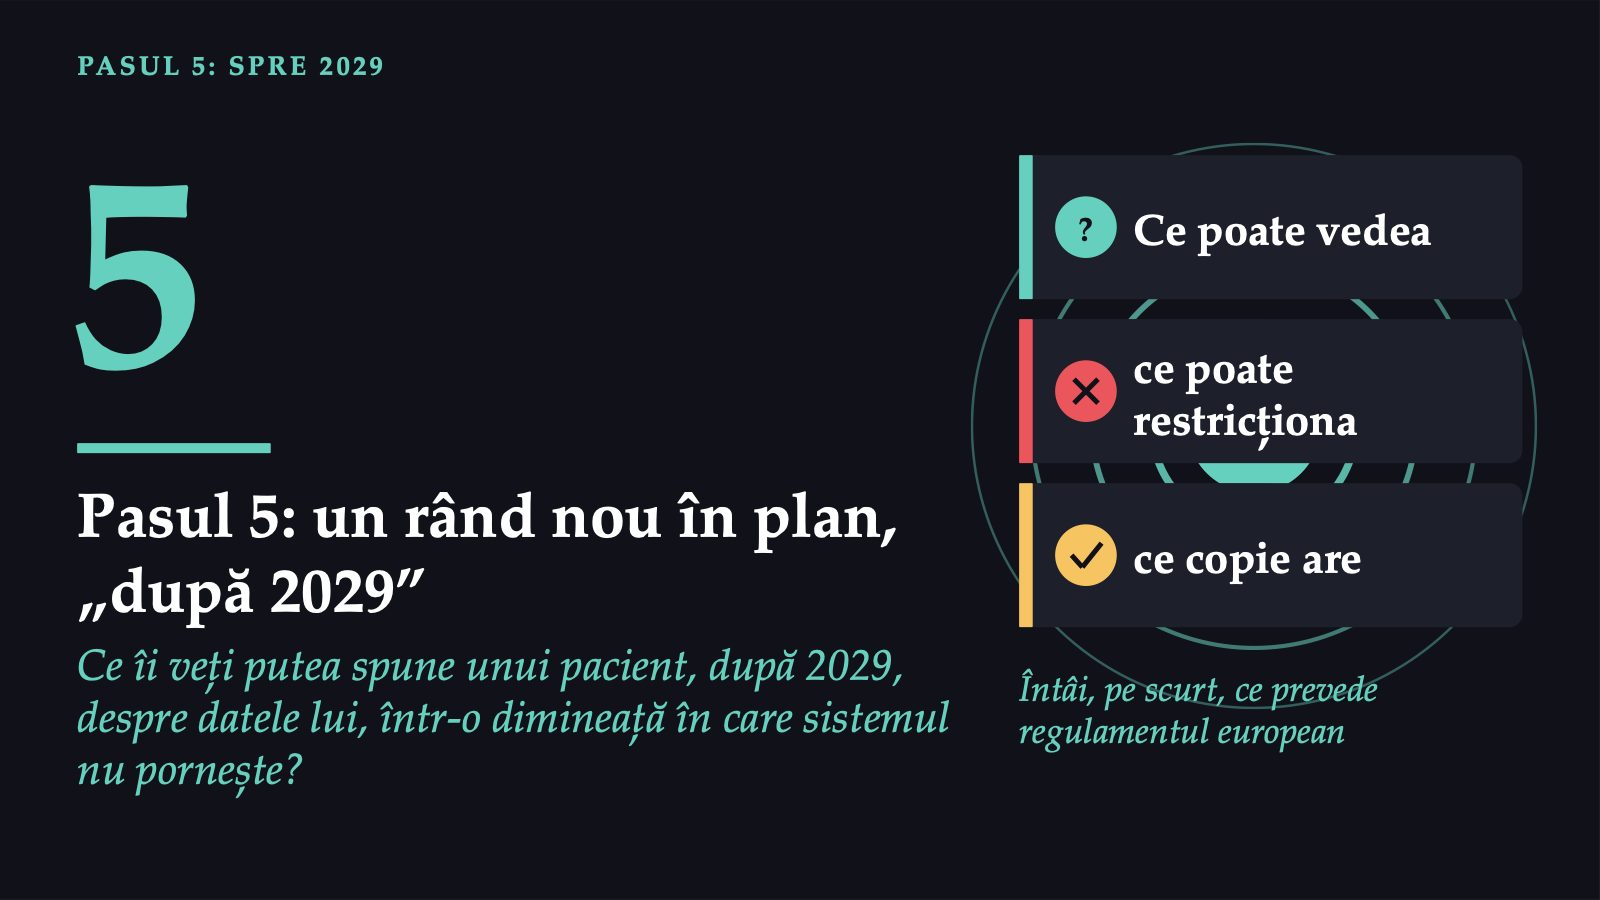 PASUL 5: SPRE 2029
5
Pasul 5: un rând nou în plan,
„după 2029”
Ce îi veți putea spune unui pacient, după 2029,
despre datele lui, într-o dimineață în care sistemul
nu pornește?
?
Ce poate vedea
ce poate
restricționa
ce copie are
Întâi, pe scurt, ce prevede
regulamentul european